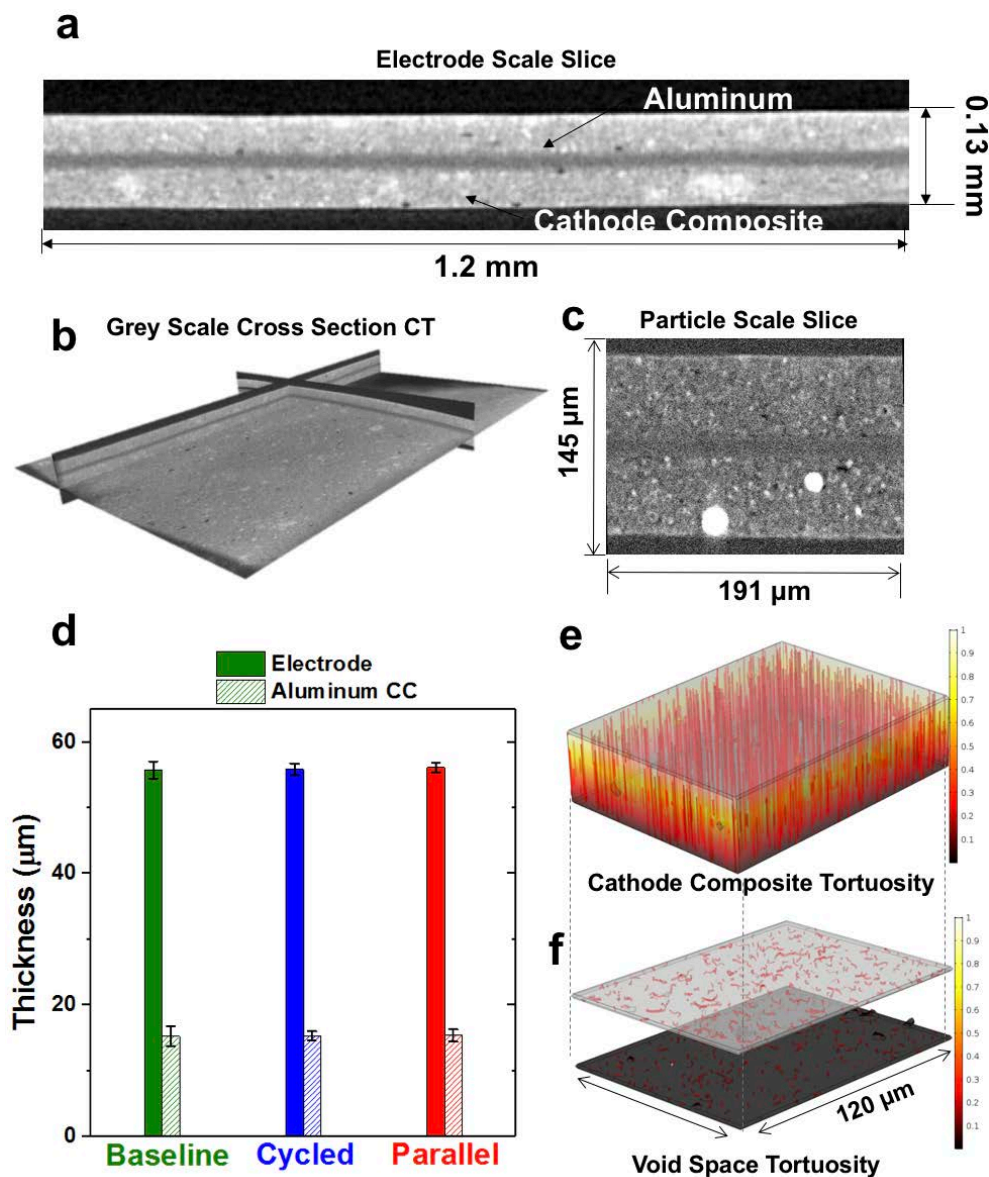 a
Electrode Scale Slice
Aluminum
Cathode Composite
0.13 mm
1.2 mm
b
Grey Scale Cross Section CT
c
Particle Scale Slice
145 µm
191 µm
d
Electrode
Aluminum CC
Thickness (µm)
60
40
20
0
Baseline
Cycled
Parallel
e
1
0.9
0.8
0.7
0.6
0.5
0.4
0.3
0.2
0.1
Cathode Composite Tortuosity
f
1
0.9
0.8
0.7
0.6
0.5
0.4
0.3
0.2
0.1
120 µm
Void Space Tortuosity